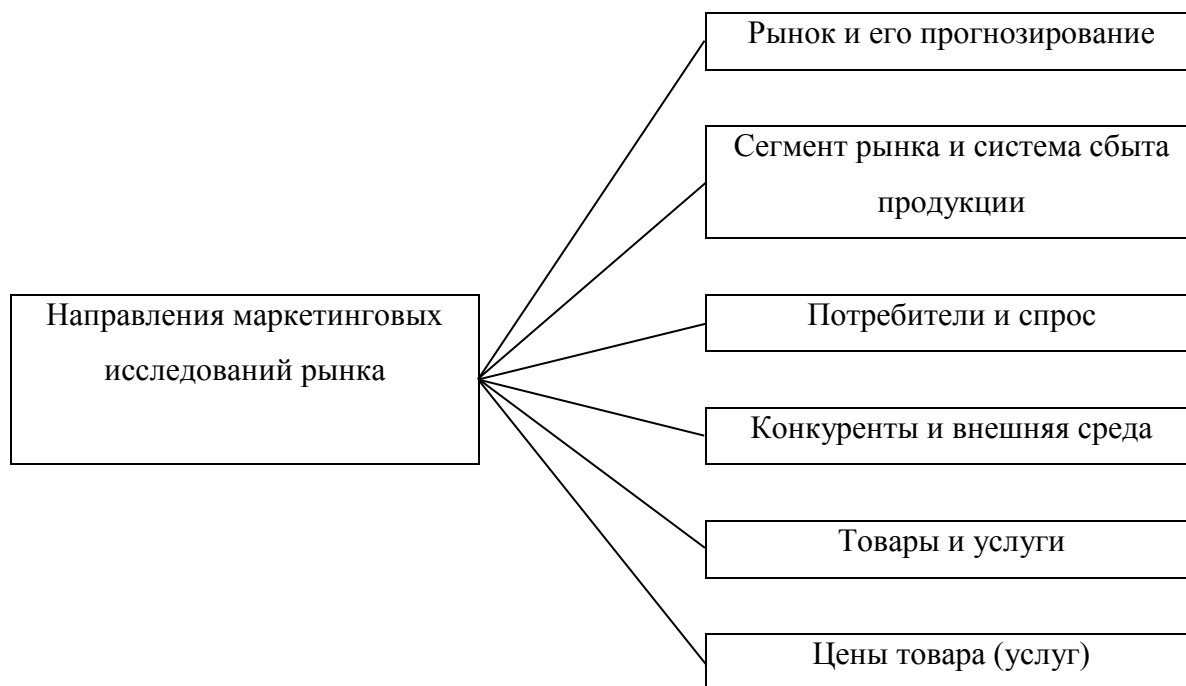 Направления маркетинговых
исследований рынка
Рынок и его прогнозирование
Сегмент рынка и система сбыта
продукции
Потребители и спрос
Конкуренты и внешняя среда
Товары и услуги
Цены товара (услуг)